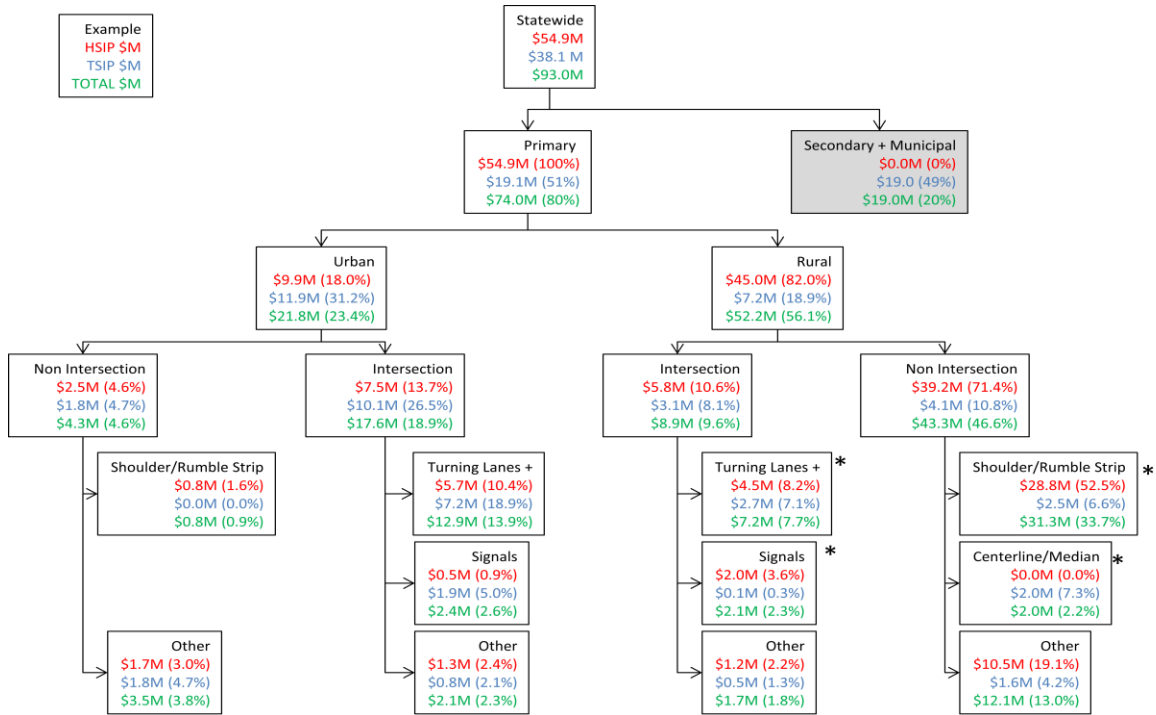 Example
HSIP $M
TSIP $M
TOTAL $M
Statewide
$54.9M
$38.1 M
$93.0M
Primary
$54.9M (100%)
$19.1M (51%)
$74.0M (80%)
Secondary + Municipal
$0.0M (0%)
$19.0 (49%)
$19.0M (20%)
Urban
$9.9M (18.0%)
$11.9M (31.2%)
$21.8M (23.4%)
Rural
$45.0M (82.0%)
$7.2M (18.9%)
$52.2M (56.1%)
Non Intersection
$2.5M (4.6%)
$1.8M (4.7%)
$4.3M (4.6%)
Intersection
$7.5M (13.7%)
$10.1M (26.5%)
$17.6M (18.9%)
Intersection
$5.8M (10.6%)
$3.1M (8.1%)
$8.9M (9.6%)
Non Intersection
$39.2M (71.4%)
$4.1M (10.8%)
$43.3M (46.6%)
Shoulder/Rumble Strip
$0.8M (1.6%)
$0.0M (0.0%)
$0.8M (0.9%)
Turning Lanes +
$5.7M (10.4%)
$7.2M (18.9%)
$12.9M (13.9%)
Turning Lanes + *
$4.5M (8.2%)
$2.7M (7.1%)
$7.2M (7.7%)
Shoulder/Rumble Strip *
$28.8M (52.5%)
$2.5M (6.6%)
$31.3M (33.7%)
Signals
$0.5M (0.9%)
$1.9M (5.0%)
$2.4M (2.6%)
Signals *
$2.0M (3.6%)
$0.1M (0.3%)
$2.1M (2.3%)
Centerline/Median *
$0.0M (0.0%)
$2.0M (7.3%)
$2.0M (2.2%)
Other
$1.7M (3.0%)
$1.8M (4.7%)
$3.5M (3.8%)
Other
$1.3M (2.4%)
$0.8M (2.1%)
$2.1M (2.3%)
Other
$1.2M (2.2%)
$0.5M (1.3%)
$1.7M (1.8%)
Other
$10.5M (19.1%)
$1.6M (4.2%)
$12.1M (13.0%)